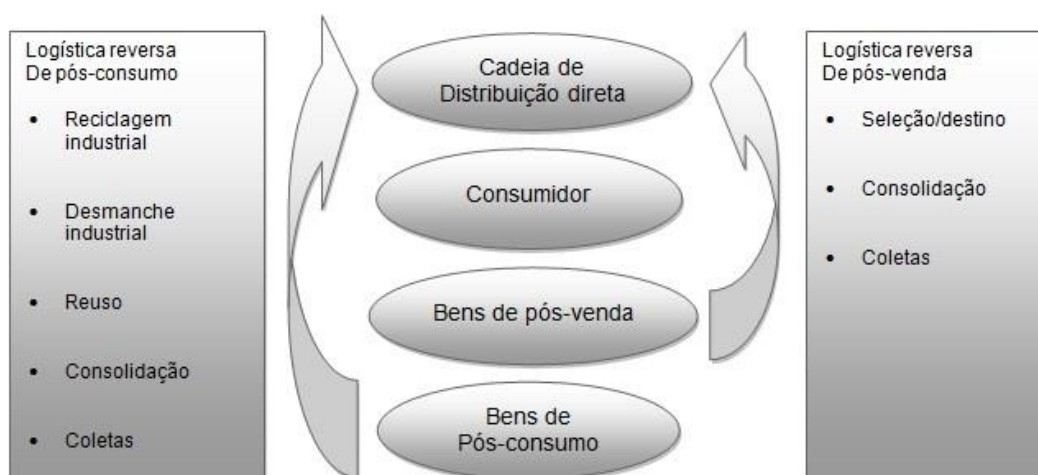 Logística reversa
De pós-consumo
• Reciclagem
industrial
• Desmanche
industrial
• Reuso
• Consolidação
• Coletas
Cadeia de
Distribuição direta
Consumidor
Bens de pós-venda
Bens de
Pós-consumo
Logística reversa
De pós-venda
• Seleção/destino
• Consolidação
• Coletas